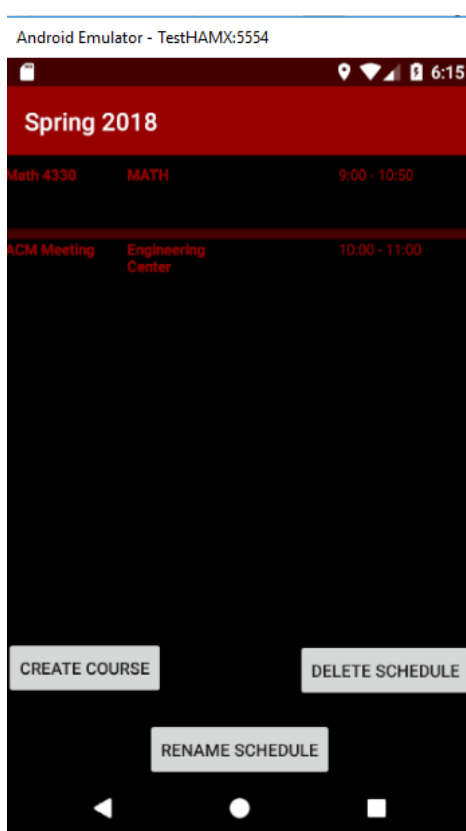 Android Emulator - TestHAMX:5554
6:15
Spring 2018
Math 4330 MATH 9:00 - 10:50
ACM Meeting Engineering 10:00 - 11:00
Center
CREATE COURSE DELETE SCHEDULE
RENAME SCHEDULE